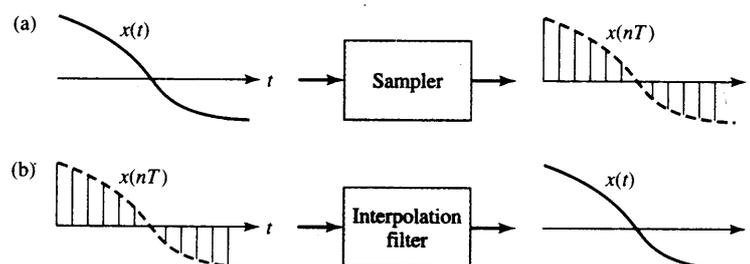 (a)
x(t)
t
Sampler
x(nT)
(b)
x(nT)
t
Interpolation
filter
x(t)